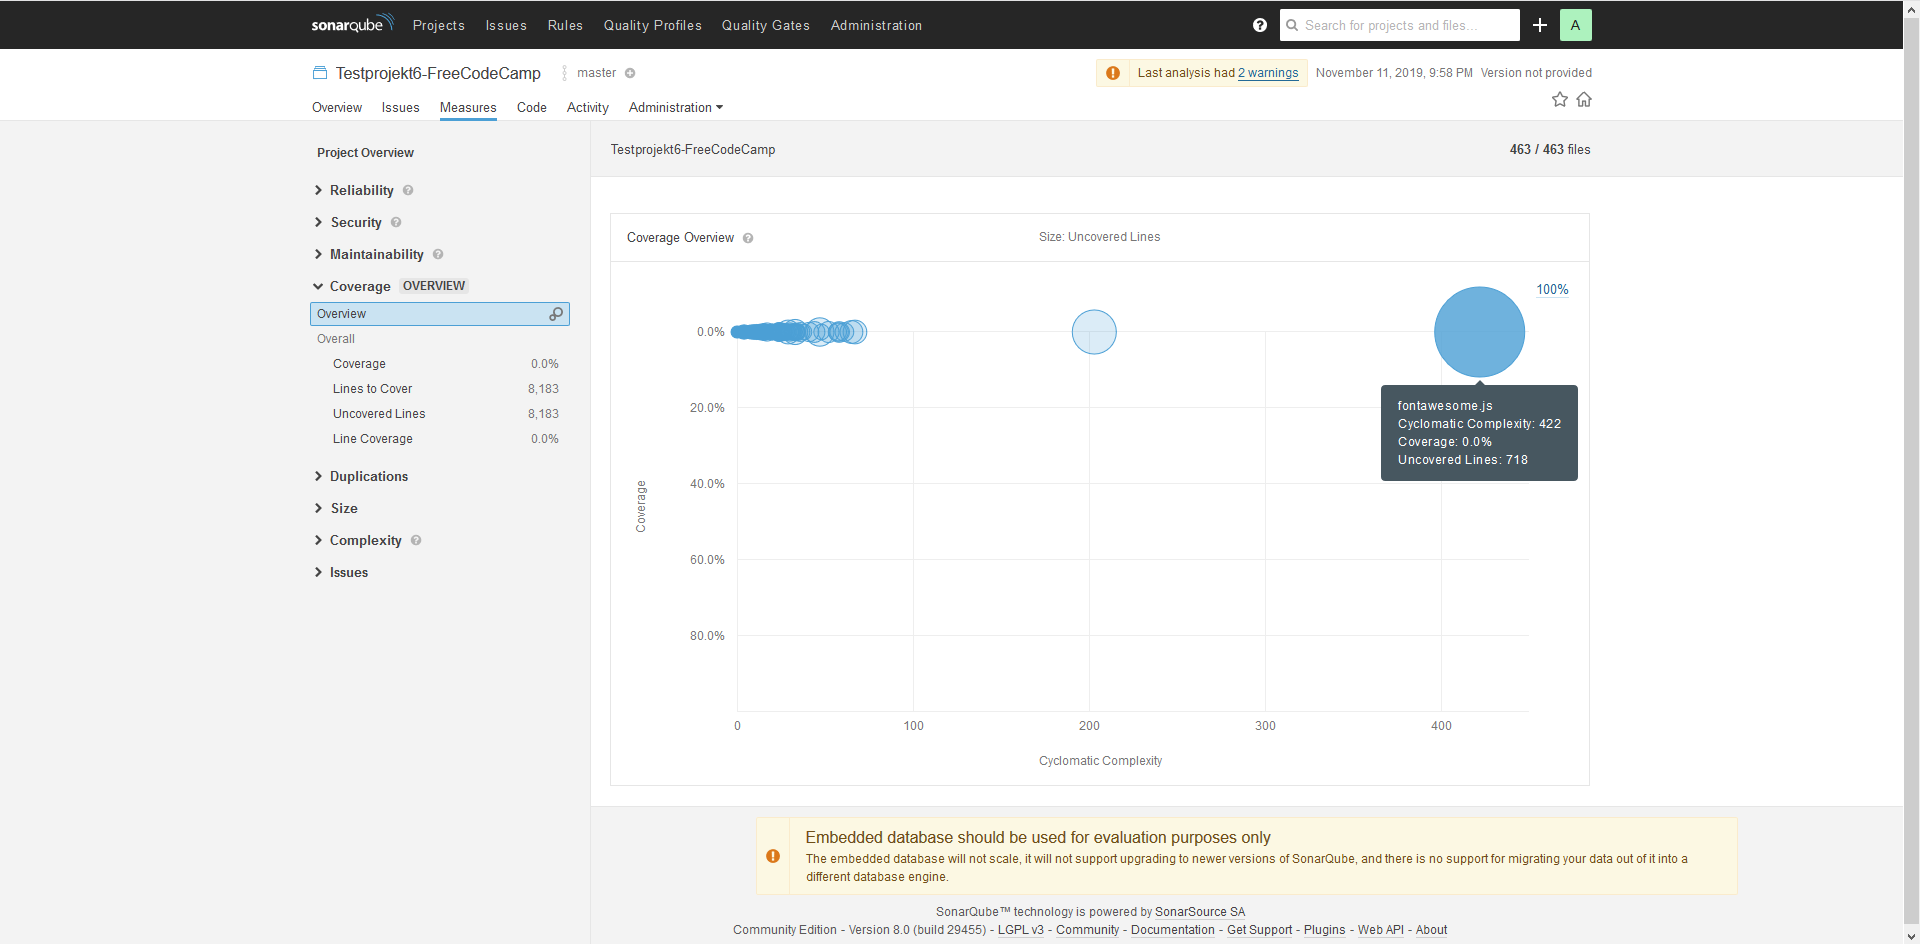 sonarqube Projects Issues Rules Quality Profiles Quality Gates Administration Search for projects and files... A
Testprojekt6-FreeCodeCamp master Last analysis had 2 warnings November 11, 2019, 9:58 PM Version not provided
Overview Issues Measures Code Activity Administration
Project Overview
Reliability
Security
Maintainability
Coverage OVERVIEW
Overview
Overall
Coverage 0.0%
Lines to Cover 8,183
Uncovered Lines 8,183
Line Coverage 0.0%
Duplications
Size
Complexity
Issues
Testprojekt6-FreeCodeCamp 463 / 463 files
Coverage Overview Size: Uncovered Lines
100%
0.0%
20.0%
40.0%
60.0%
80.0%
Coverage
fontawesome.js
Cyclomatic Complexity: 422
Coverage: 0.0%
Uncovered Lines: 718
0 100 200 300 400
Cyclomatic Complexity
Embedded database should be used for evaluation purposes only
The embedded database will not scale, it will not support upgrading to newer versions of SonarQube, and there is no support for migrating your data out of it into a
different database engine.
SonarQube™ technology is powered by SonarSource SA
Community Edition - Version 8.0 (build 29455) - LGPL v3 - Community - Documentation - Get Support - Plugins - Web API - About